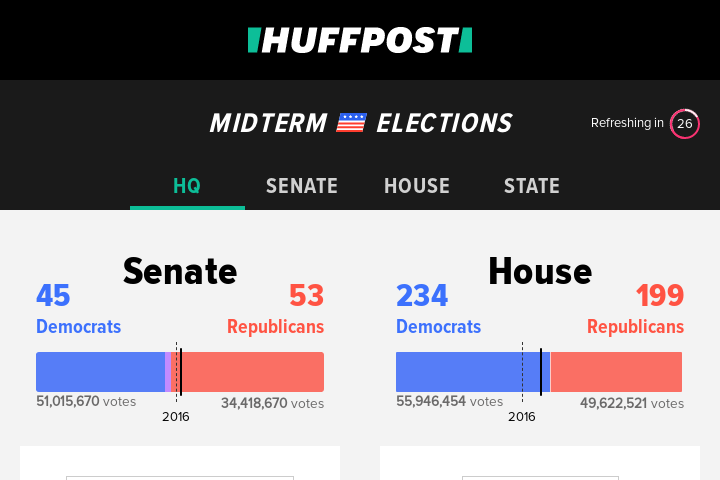 HUFFPOST
MIDTERM ELECTIONS
Refreshing in 26
HQ SENATE HOUSE STATE
Senate
45 53
Democrats Republicans
51,015,670 votes 34,418,670 votes
2016
House
234 199
Democrats Republicans
55,946,454 votes 49,622,521 votes
2016